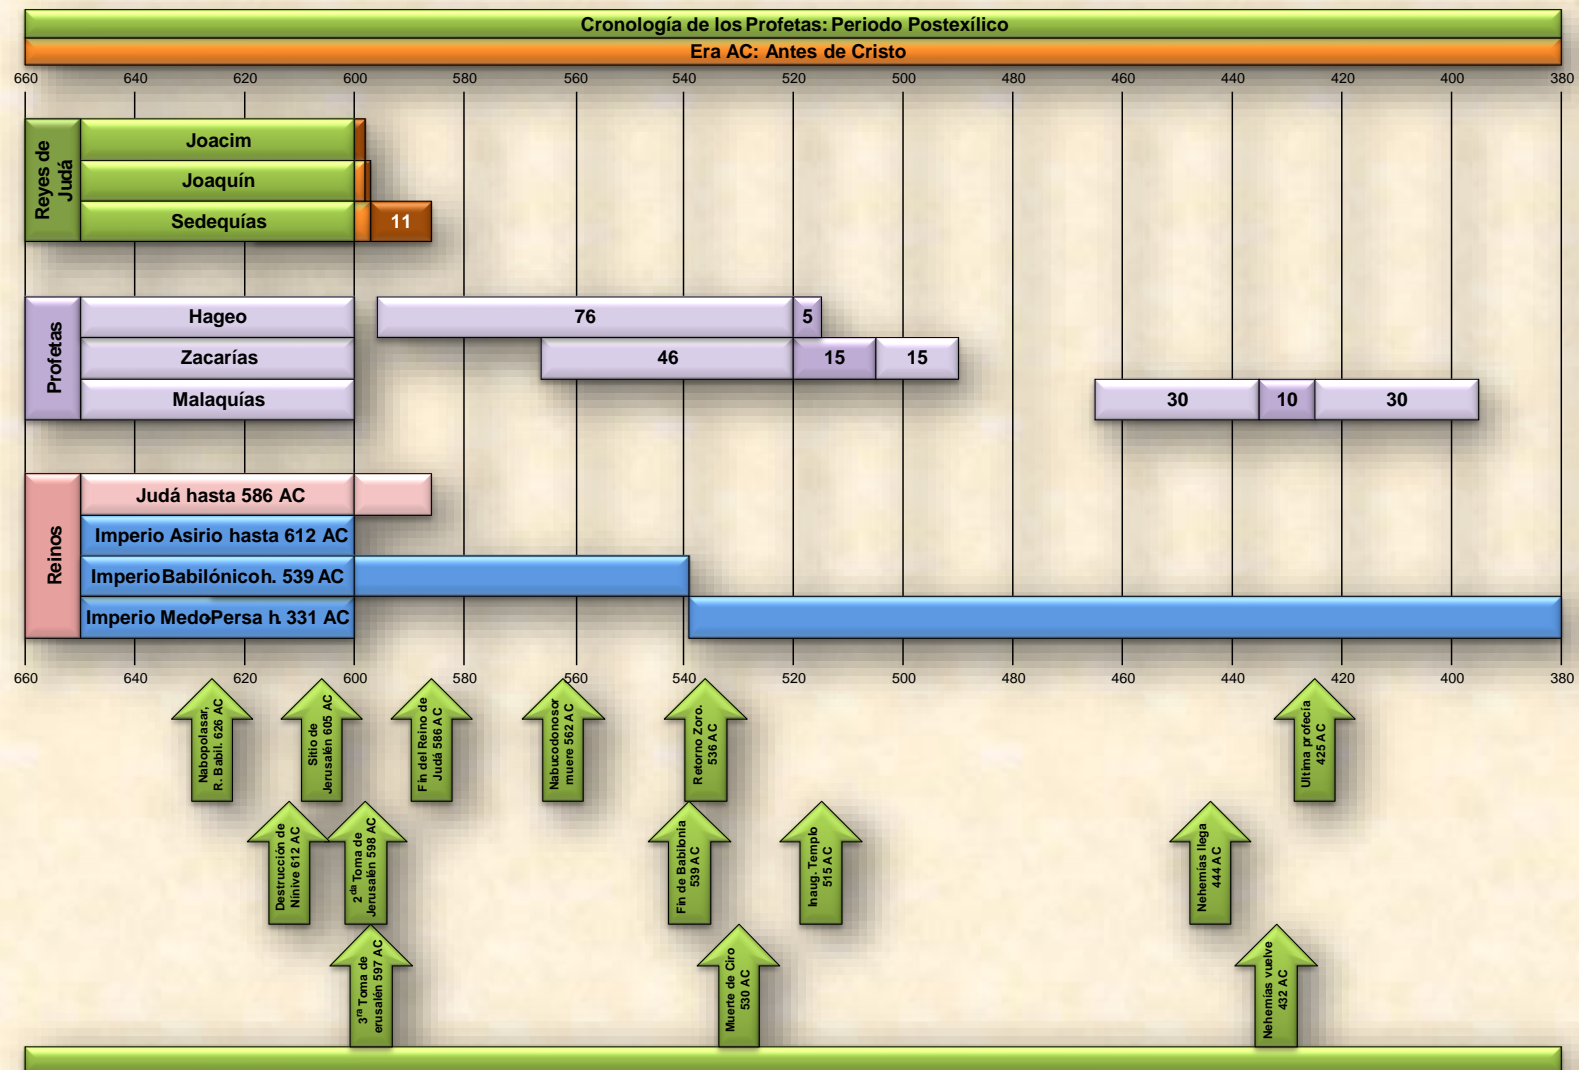 Cronología de los Profetas: Periodo Postexílico
Era AC: Antes de Cristo
660 640 620 600 580 560 540 520 500 480 460 440 420 400 380
Reyes de
Judá
Joacim
Joaquín
Sedequías 11
Profetas
Hageo 76 5
Zacarías 46 15 15
Malaquías 30 10 30
Reinos
Judá hasta 586 AC
Imperio Asirio hasta 612 AC
Imperio Babilónico h. 539 AC
Imperio Medo-Persa h. 331 AC
660 640 620 600 580 560 540 520 500 480 460 440 420 400 380
Nabopolasar,
R. Babil. 626 AC
Sitio de
Jerusalén 605 AC
Fin del Reino de
Judá 586 AC
Nabucodonosor
muere 562 AC
Retorno Zoro.
536 AC
Ultima profecia
425 AC
Destrucción de
Nínive 612 AC
2da Toma de
Jerusalén 598 AC
Fin de Babilonia
539 AC
Inaug. Templo
515 AC
Nehemías llega
444 AC
3ra Toma de
erusalén 597 AC
Muerte de Ciro
530 AC
Nehemías vuelve
432 AC